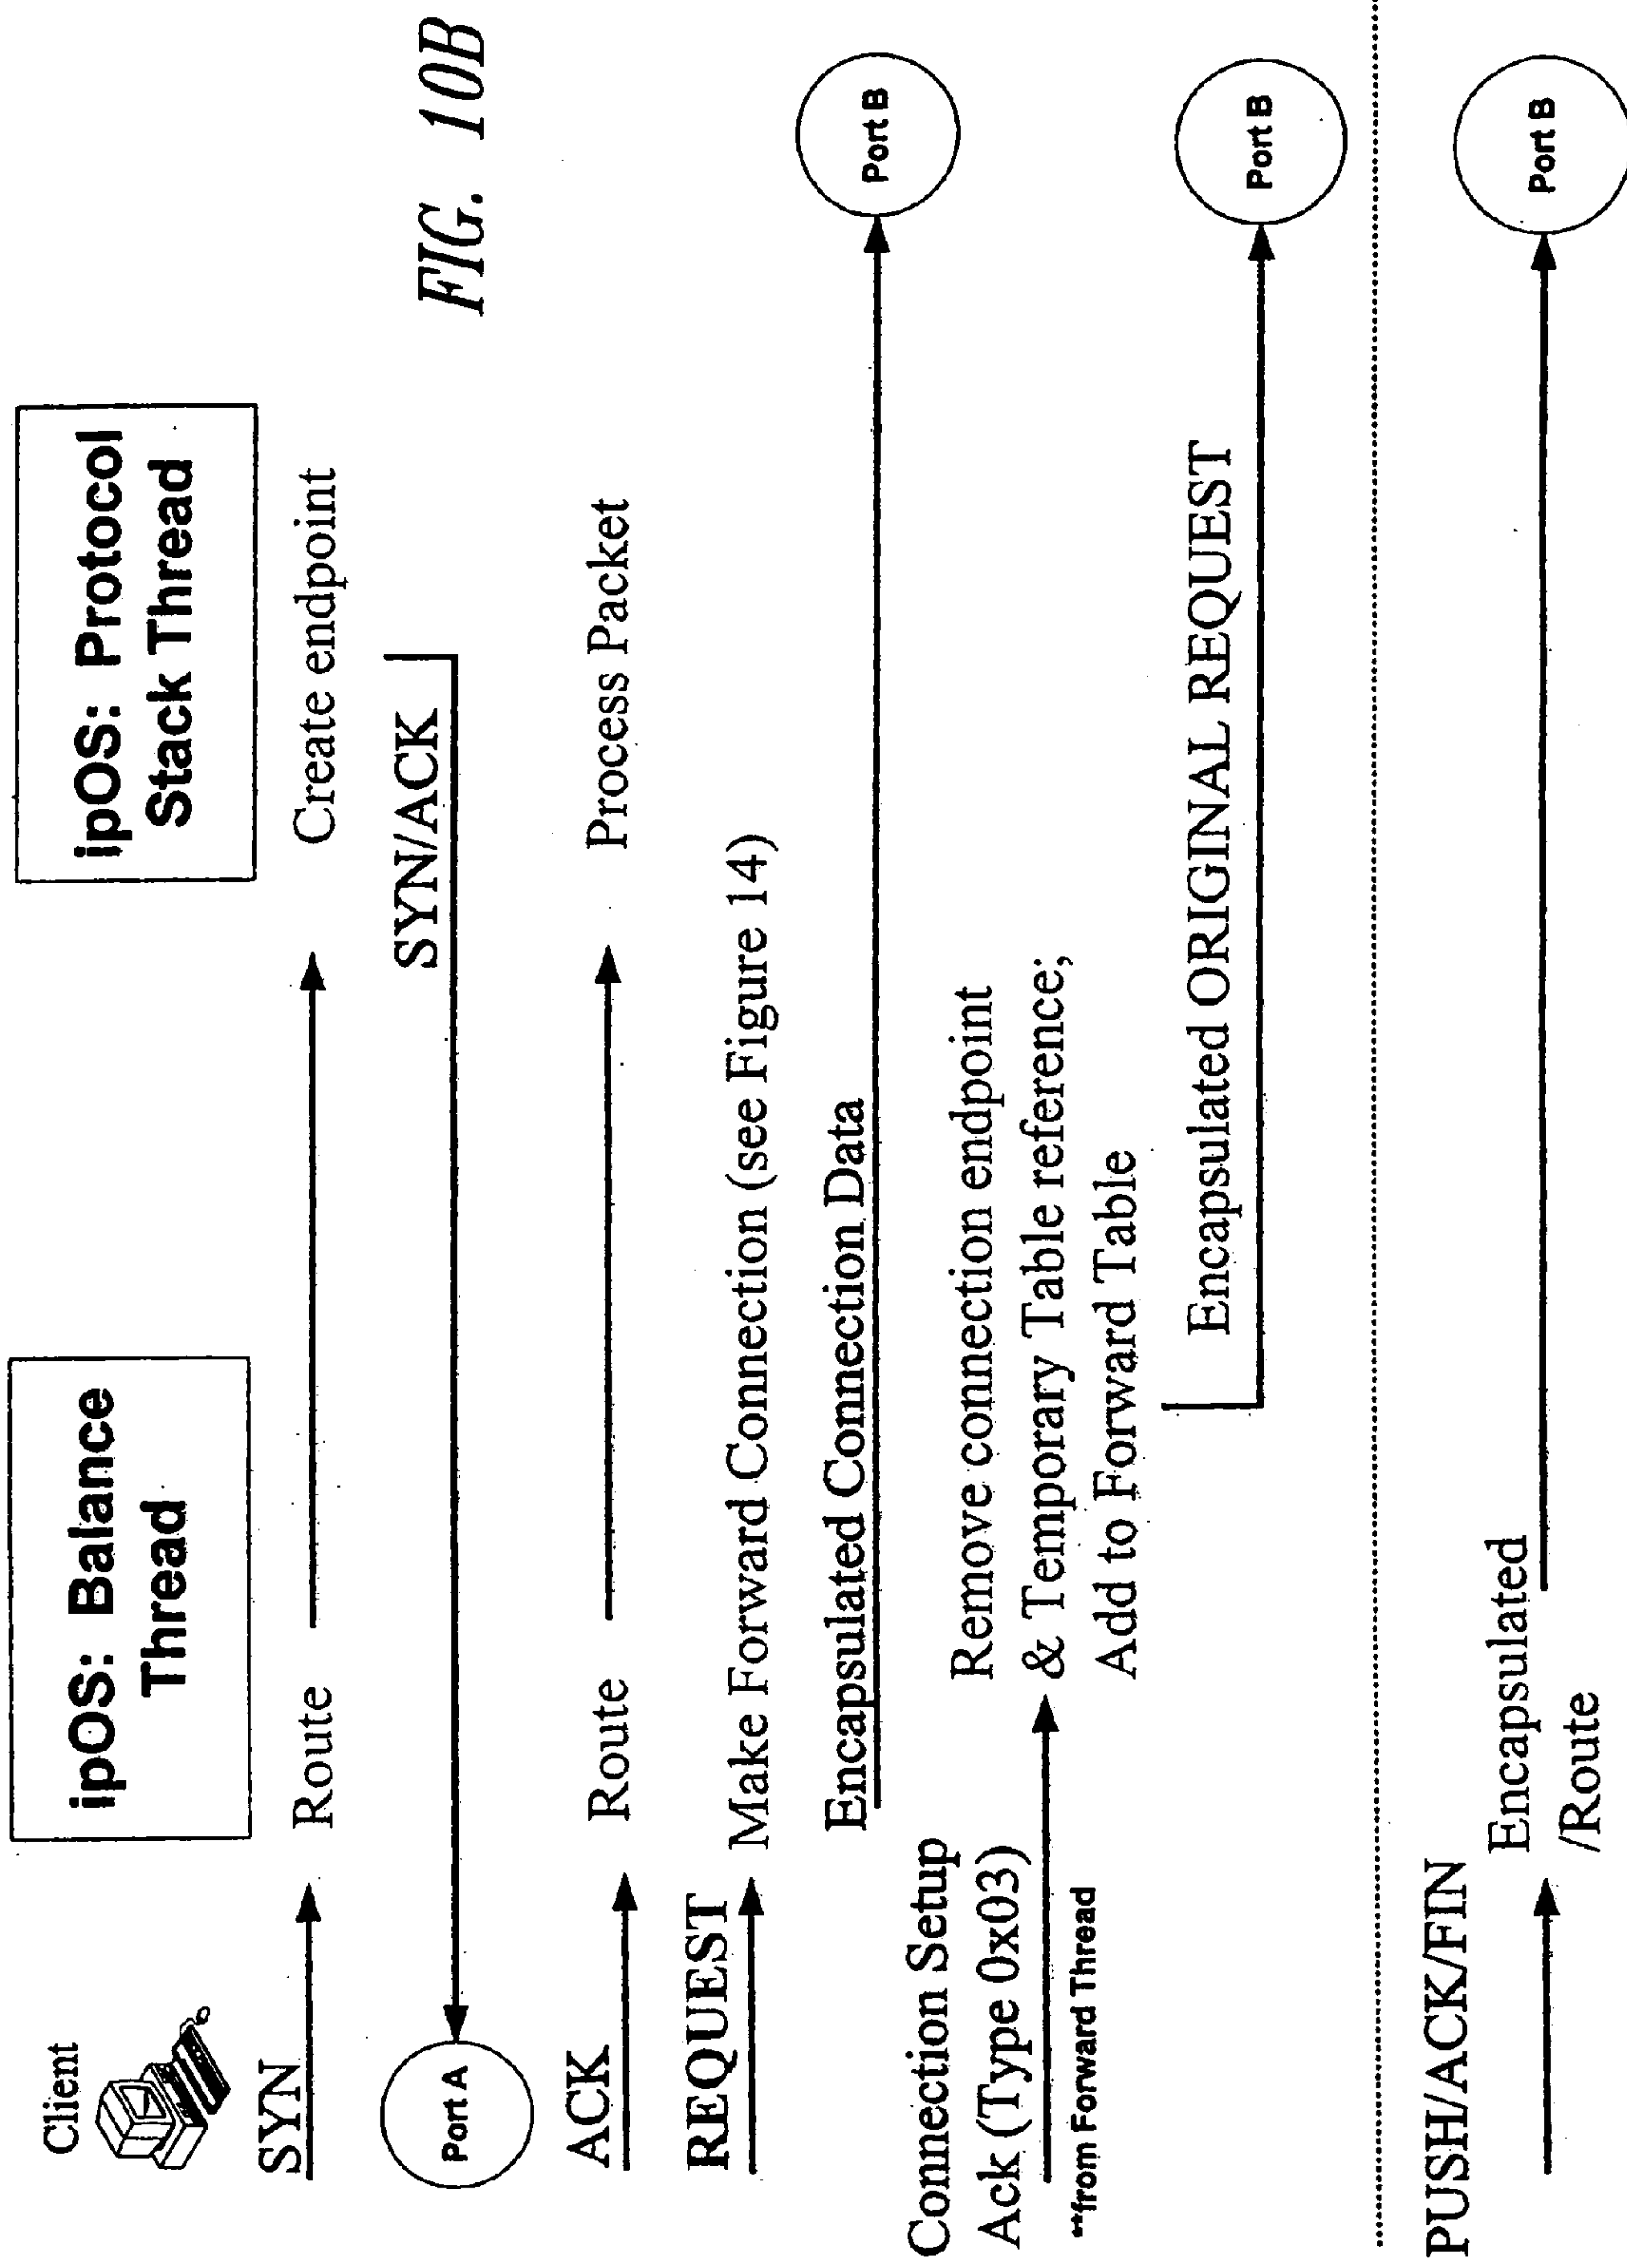 Client
ipOS: Balance
Thread
ipOS: Protocol
Stack Thread
SYN
Route
Create endpoint
FIG. 10B
SYN/ACK
Port A
ACK
Route
Process Packet
REQUEST
Make Forward Connection (see Figure 14)
Encapsulated Connection Data
Port B
Connection Setup
Ack (Type 0x03)
**from Forward Thread
Remove connection endpoint
& Temporary Table reference;
Add to Forward Table
Encapsulated ORIGINAL REQUEST
Port B
PUSH/ACK/FIN
Encapsulated
/Route
Port B